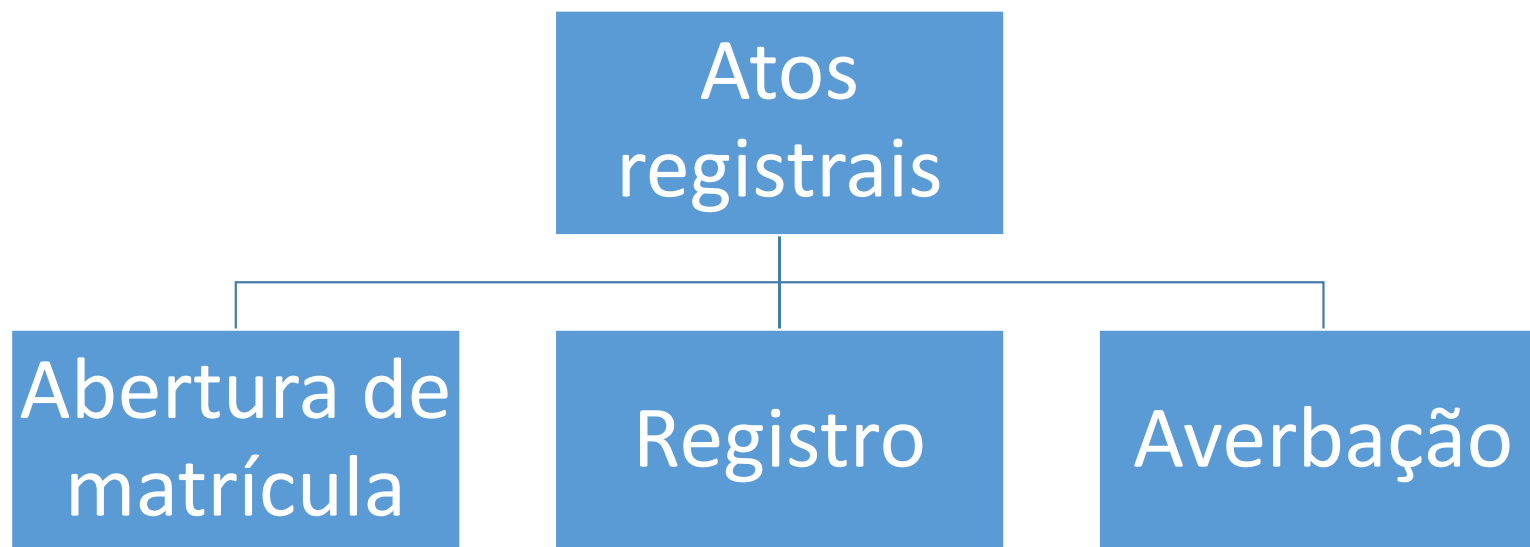 Atos
registrais
Abertura de
matrícula
Registro
Averbação